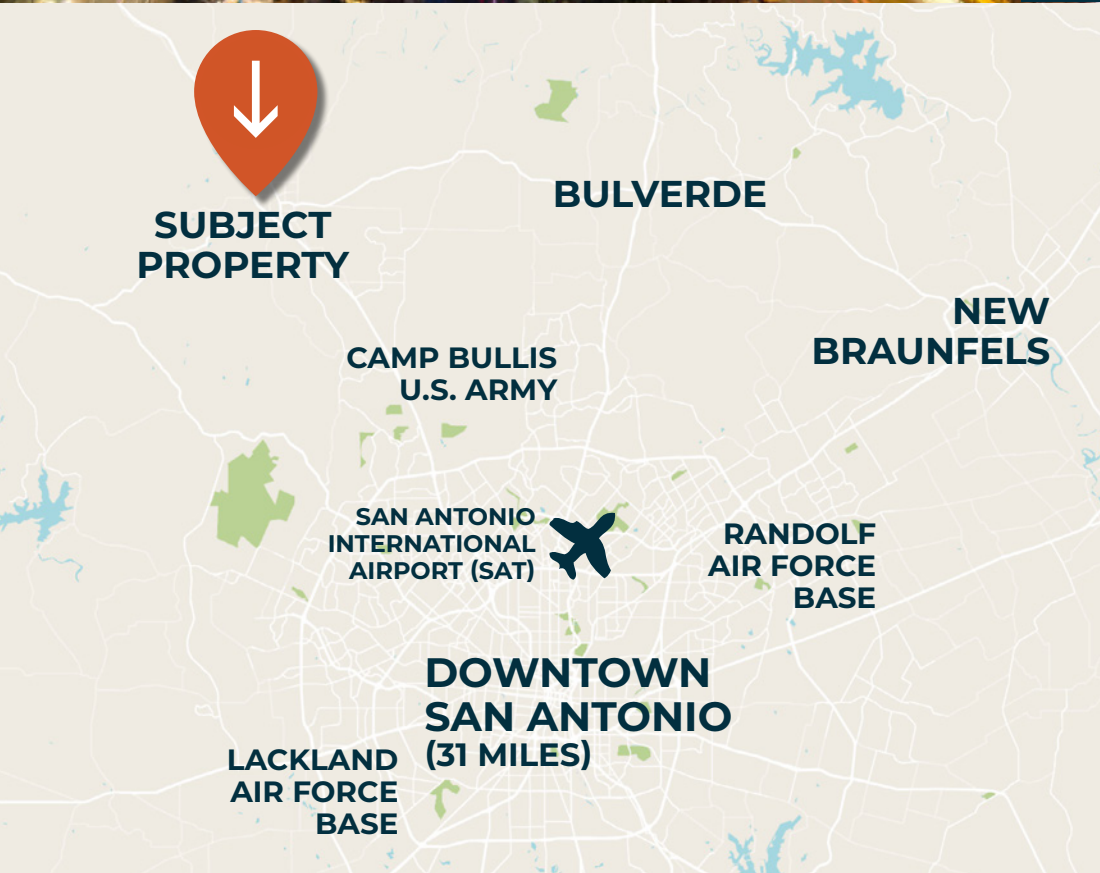 BULVERDE
SUBJECT
PROPERTY
NEW
BRAUNFELS
CAMP BULLIS
U.S. ARMY
SAN ANTONIO
INTERNATIONAL
AIRPORT (SAT)
RANDOLF
AIR FORCE
BASE
DOWNTOWN
SAN ANTONIO
(31 MILES)
LACKLAND
AIR FORCE
BASE